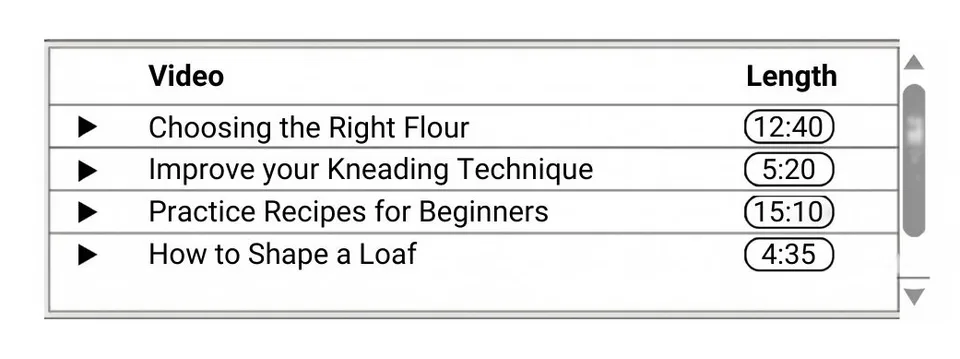 Video Length
Choosing the Right Flour 12:40
Improve your Kneading Technique 5:20
Practice Recipes for Beginners 15:10
How to Shape a Loaf 4:35